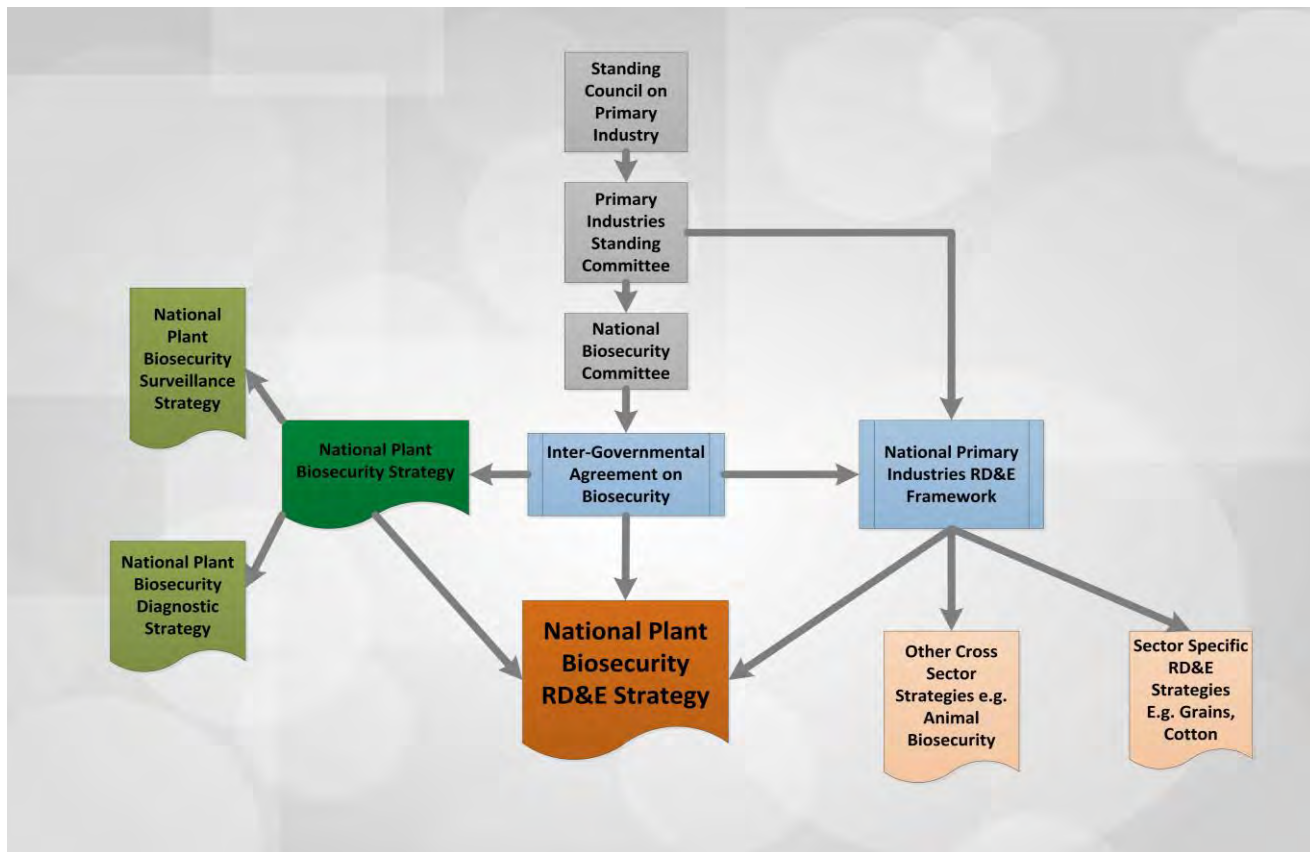 Standing
Council on
Primary
Industry
Primary
Industries
Standing
Committee
National
Biosecurity
Committee
National
Plant
Biosecurity
Surveillance
Strategy
National Plant
Biosecurity Strategy
Inter-Governmental
Agreement on
Biosecurity
National Primary
Industries RD&E
Framework
National Plant
Biosecurity
Diagnostic
Strategy
National Plant
Biosecurity
RD&E Strategy
Other Cross
Sector
Strategies e.g.
Animal
Biosecurity
Sector Specific
RD&E
Strategies
E.g. Grains,
Cotton